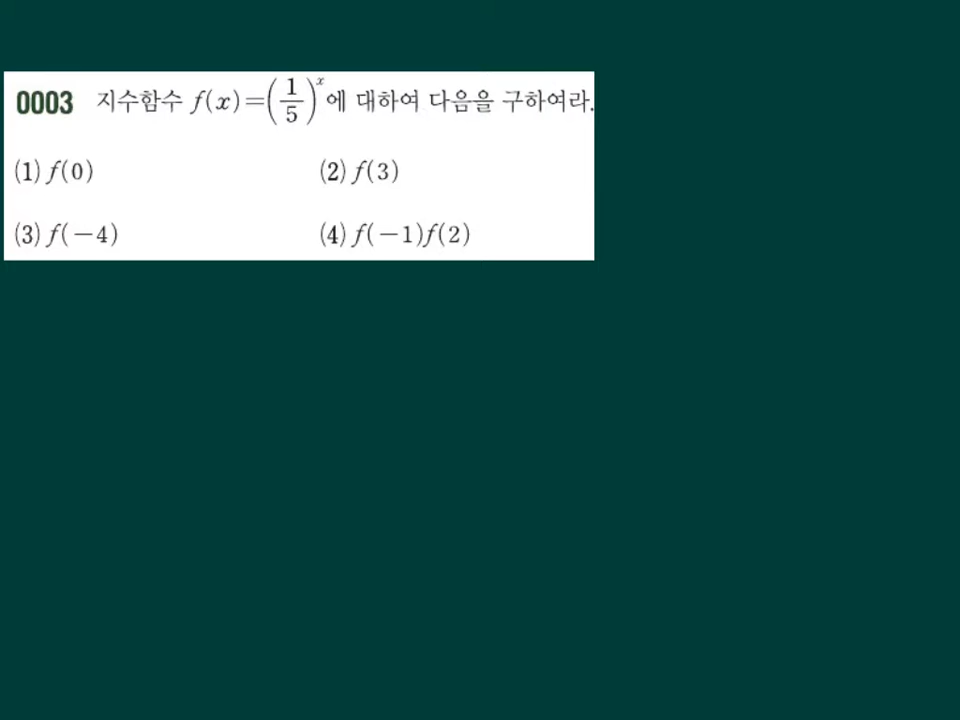 0003 지수함수 f(x)=(1/5)^x에 대하여 다음을 구하여라.
(1) f(0) (2) f(3)
(3) f(-4) (4) f(-1)f(2)